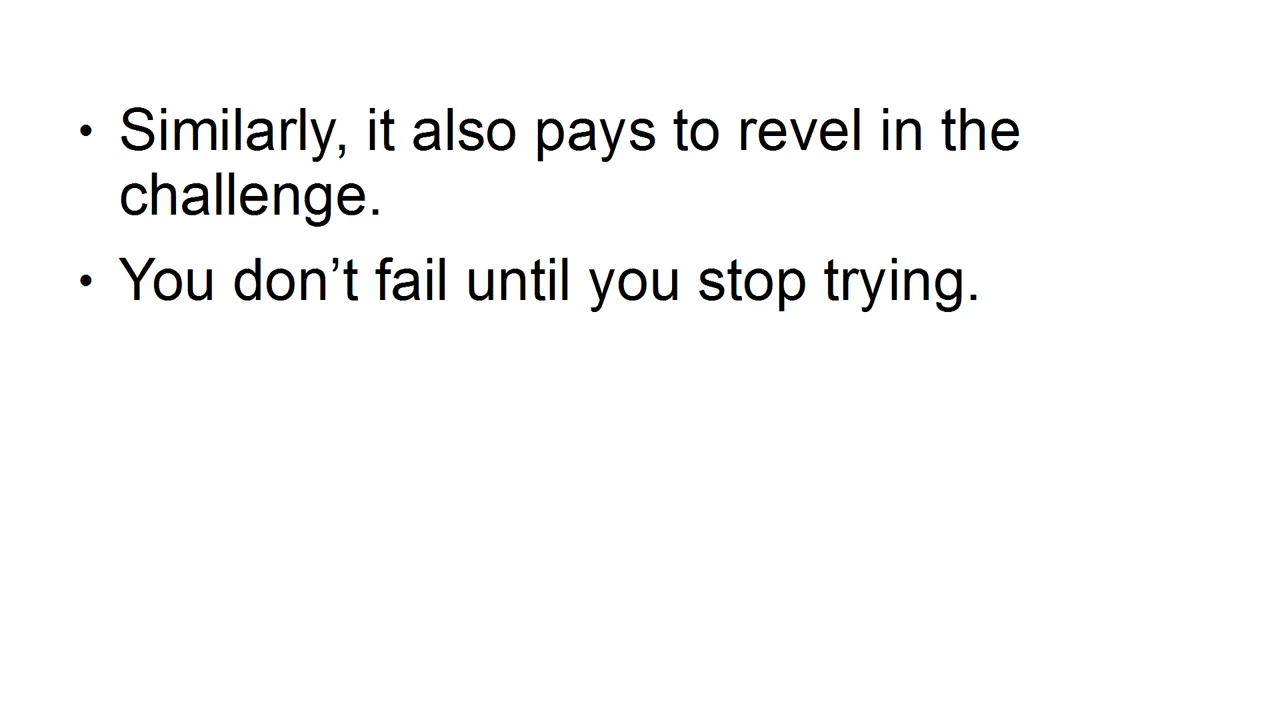 • Similarly, it also pays to revel in the
challenge.
• You don’t fail until you stop trying.